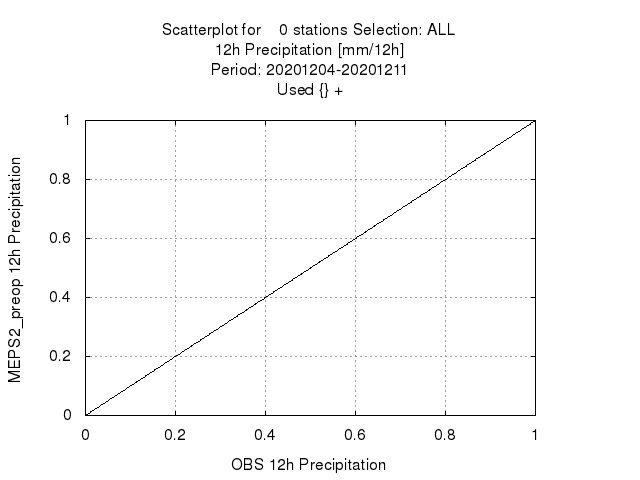 Scatterplot for    0 stations Selection: ALL
12h Precipitation [mm/12h]
Period: 20201204-20201211
Used {} +
1
0.8
0.6
0.4
0.2
0
MEPS2_preop 12h Precipitation
0 0.2 0.4 0.6 0.8 1
OBS 12h Precipitation